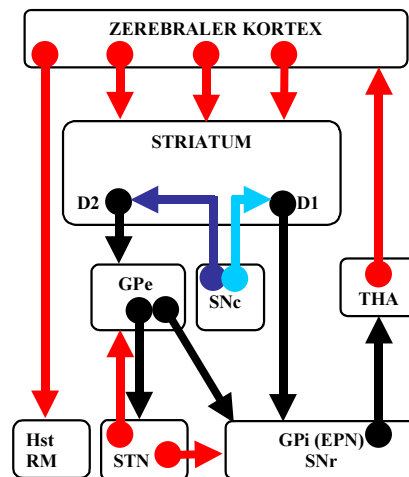 ZEREBRALER KORTEX
STRIATUM
D2
D1
GPe
SNc
THA
Hst
RM
STN
GPi (EPN)
SNr